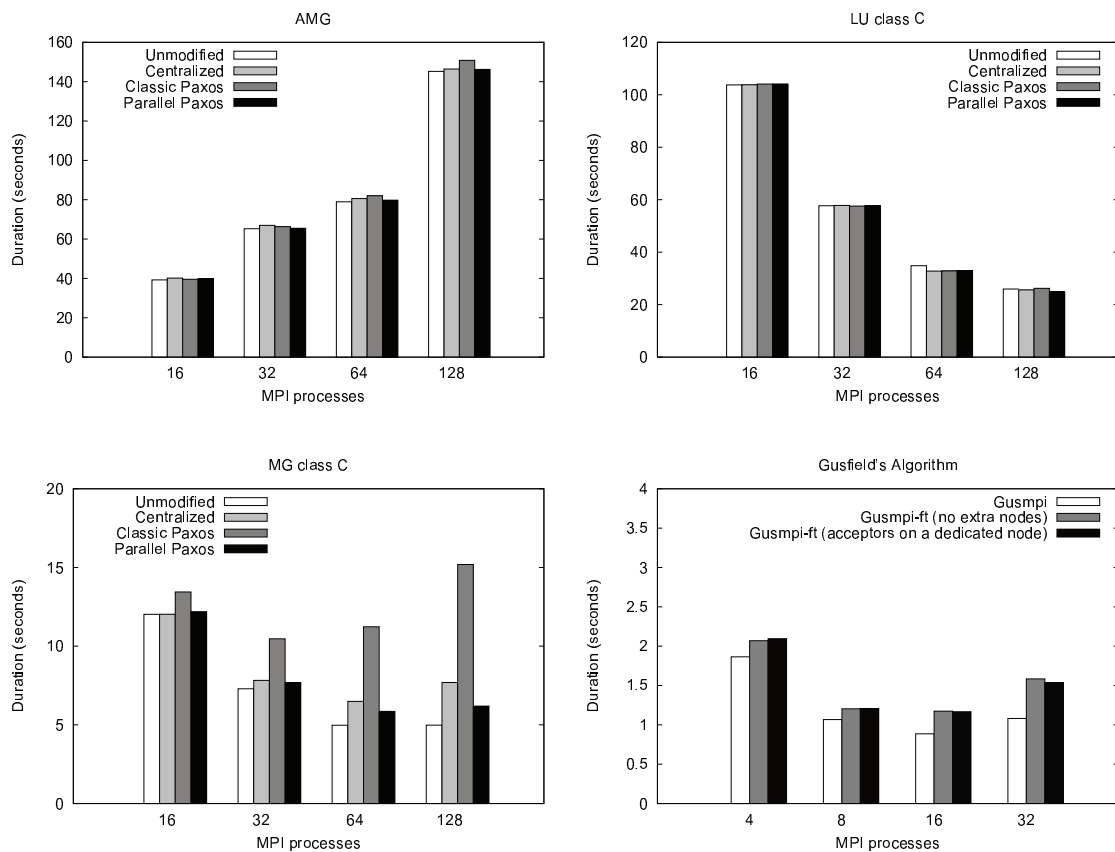 AMG
160
140
120
100
80
60
40
20
0
Duration (seconds)
Unmodified
Centralized
Classic Paxos
Parallel Paxos
16 32 64 128
MPI processes
LU class C
120
100
80
60
40
20
0
Duration (seconds)
Unmodified
Centralized
Classic Paxos
Parallel Paxos
16 32 64 128
MPI processes
MG class C
20
15
10
5
0
Duration (seconds)
Unmodified
Centralized
Classic Paxos
Parallel Paxos
16 32 64 128
MPI processes
Gusfield's Algorithm
4
3.5
3
2.5
2
1.5
1
0.5
0
Duration (seconds)
Gusmpi
Gusmpi-ft (no extra nodes)
Gusmpi-ft (acceptors on a dedicated node)
4 8 16 32
MPI processes